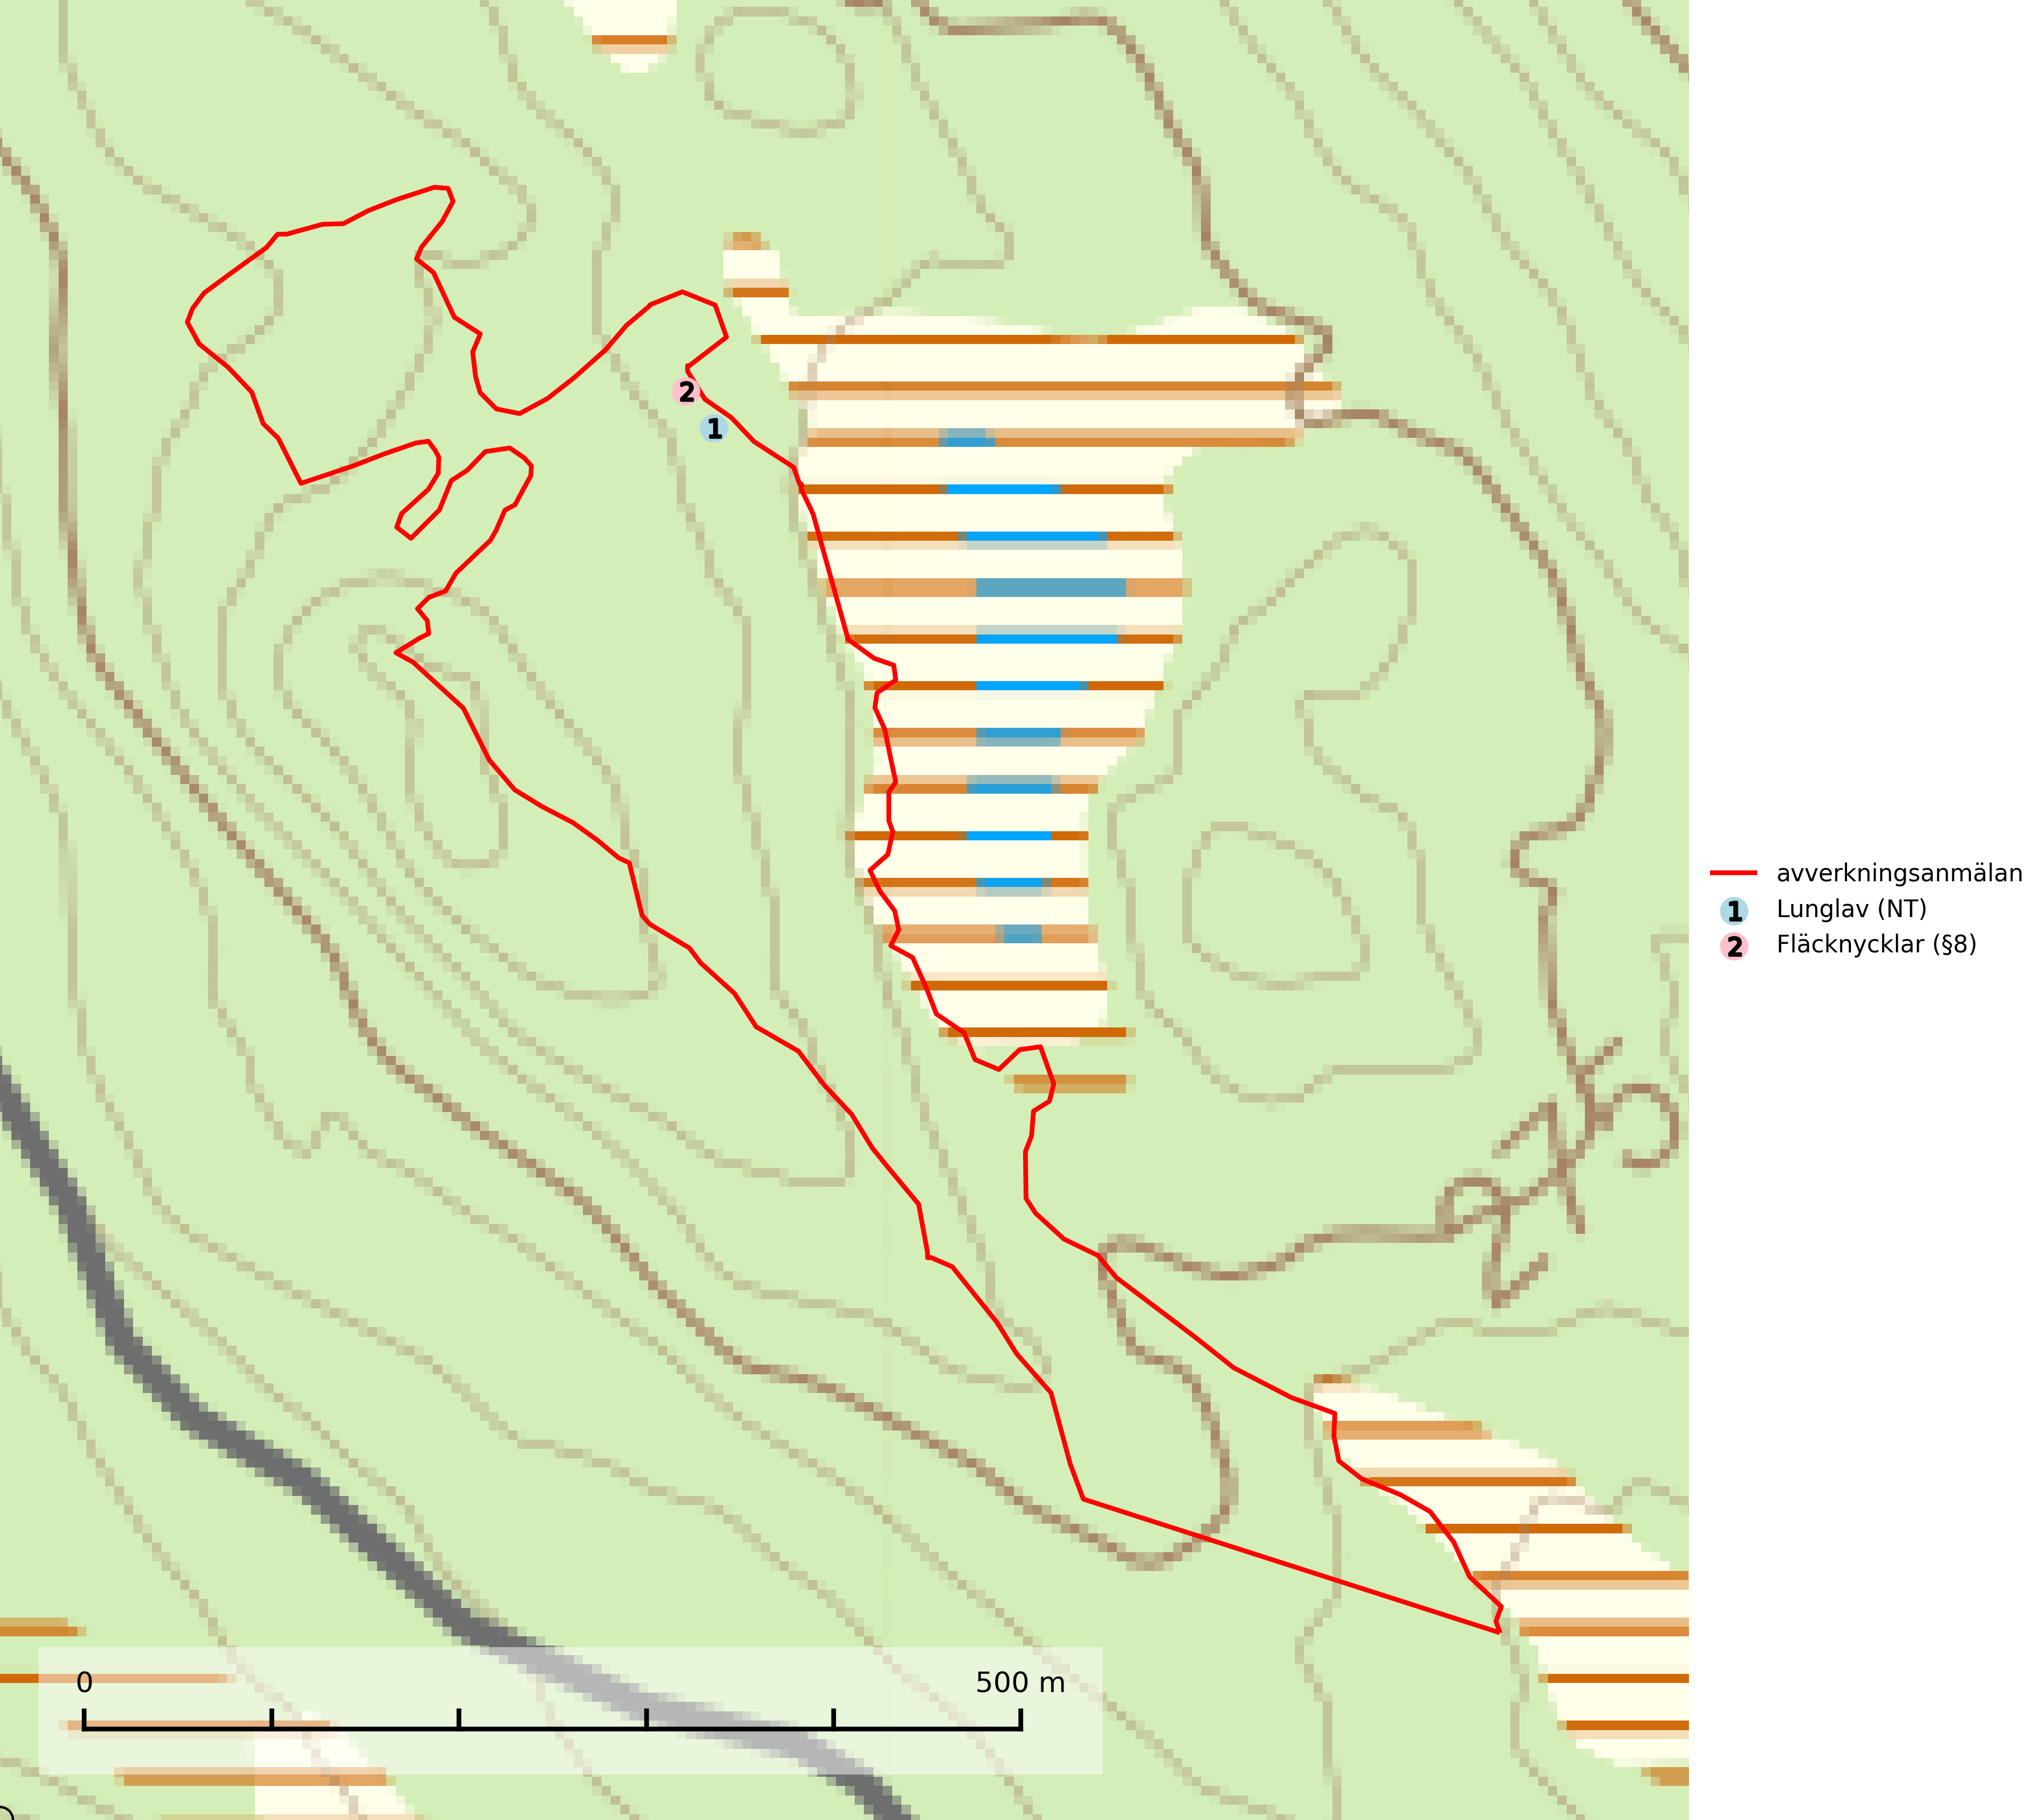 2
1
avverkningsanmälan
1 Lunglav (NT)
2 Fläcknycklar (§8)
0 500 m